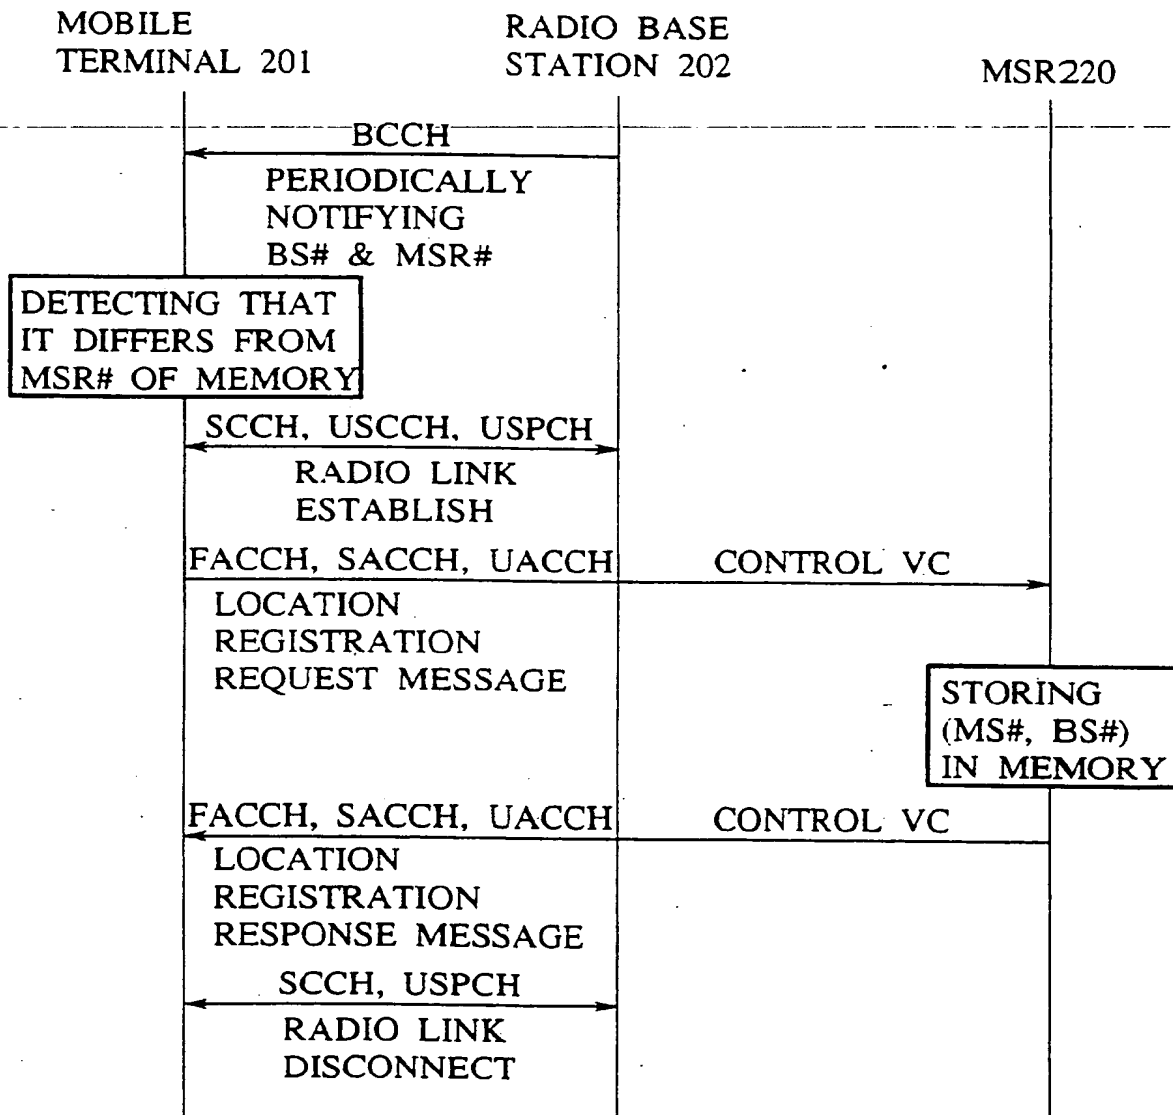 MOBILE
TERMINAL 201
RADIO BASE
STATION 202
MSR220
BCCH
PERIODICALLY
NOTIFYING
BS# & MSR#
DETECTING THAT
IT DIFFERS FROM
MSR# OF MEMORY
SCCH, USCCH, USPCH
RADIO LINK
ESTABLISH
FACCH, SACCH, UACCH
CONTROL VC
LOCATION
REGISTRATION
REQUEST MESSAGE
STORING
(MS#, BS#)
IN MEMORY
FACCH, SACCH, UACCH
CONTROL VC
LOCATION
REGISTRATION
RESPONSE MESSAGE
SCCH, USPCH
RADIO LINK
DISCONNECT